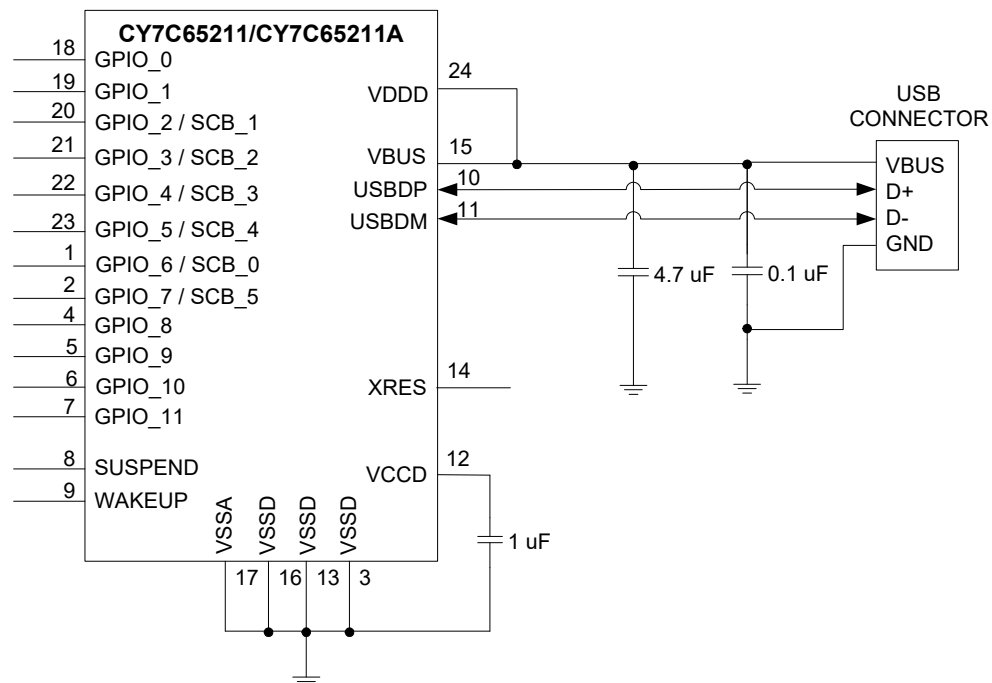 CY7C65211/CY7C65211A
18
GPIO_0
19
GPIO_1
20
GPIO_2 / SCB_1
21
GPIO_3 / SCB_2
22
GPIO_4 / SCB_3
23
GPIO_5 / SCB_4
1
GPIO_6 / SCB_0
2
GPIO_7 / SCB_5
4
GPIO_8
5
GPIO_9
6
GPIO_10
7
GPIO_11
8
SUSPEND
9
WAKEUP
VDDD
24
VBUS
15
USBDP
10
USBDM
11
XRES
14
VCCD
12
VSSA
VSSD
VSSD
VSSD
17
16
13
3
4.7 uF
0.1 uF
1 uF
USB
CONNECTOR
VBUS
D+
D-
GND